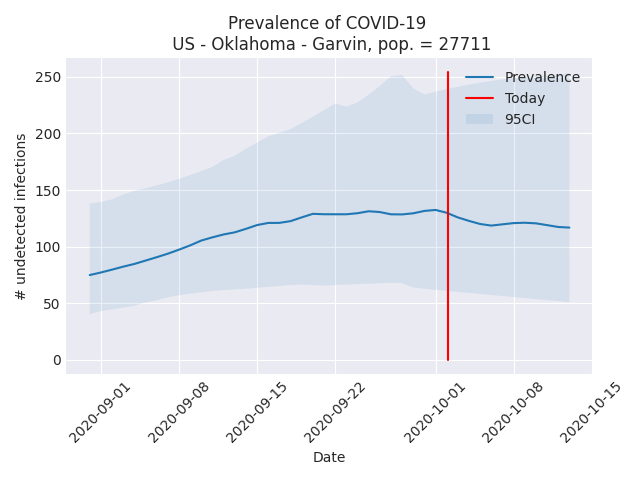 Prevalence of COVID-19
US - Oklahoma - Garvin, pop. = 27711
# undetected infections
250
200
150
100
50
0
Prevalence
Today
95CI
2020-09-01
2020-09-08
2020-09-15
2020-09-22
2020-10-01
2020-10-08
2020-10-15
Date